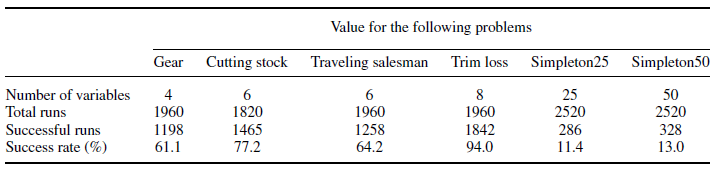 Value for the following problems
Gear Cutting stock Traveling salesman Trim loss Simpleton25 Simpleton50
Number of variables 4 6 6 8 25 50
Total runs 1960 1820 1960 1960 2520 2520
Successful runs 1198 1465 1258 1842 286 328
Success rate (%) 61.1 77.2 64.2 94.0 11.4 13.0